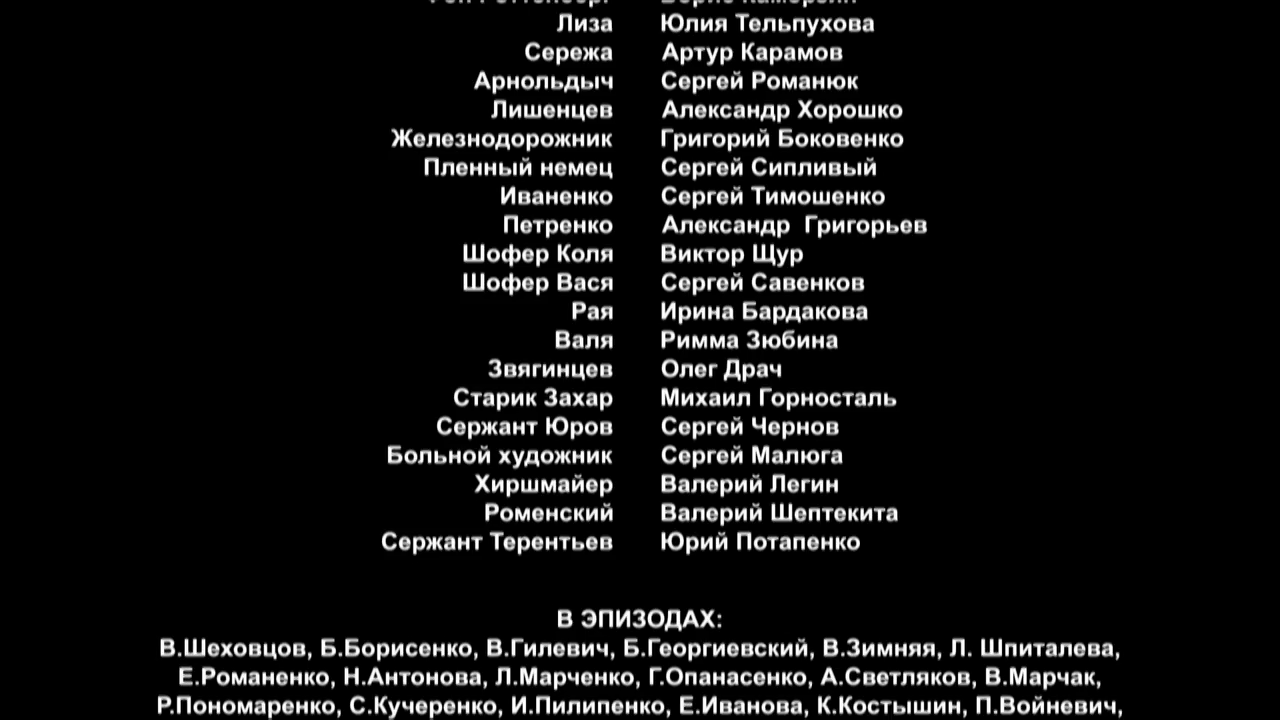 Лиза Юлия Тельпухова
Сережа Артур Карамов
Арнольдыч Сергей Романюк
Лишенцев Александр Хорошко
Железнодорожник Григорий Боковенко
Пленный немец Сергей Сипливый
Иваненко Сергей Тимошенко
Петренко Александр Григорьев
Шофер Коля Виктор Щур
Шофер Вася Сергей Савенков
Рая Ирина Бардакова
Валя Римма Зюбина
Звягинцев Олег Драч
Старик Захар Михаил Горносталь
Сержант Юров Сергей Чернов
Больной художник Сергей Малюга
Хиршмайер Валерий Легин
Роменский Валерий Шептекита
Сержант Терентьев Юрий Потапенко
В ЭПИЗОДАХ:
В.Шеховцов, Б.Борисенко, В.Гилевич, Б.Георгиевский, В.Зимняя, Л. Шпиталева,
Е.Романенко, Н.Антонова, Л.Марченко, Г.Опанасенко, А.Светляков, В.Марчак,
Р.Пономаренко, С.Кучеренко, И.Пилипенко, Е.Иванова, К.Костышин, П.Войневич,